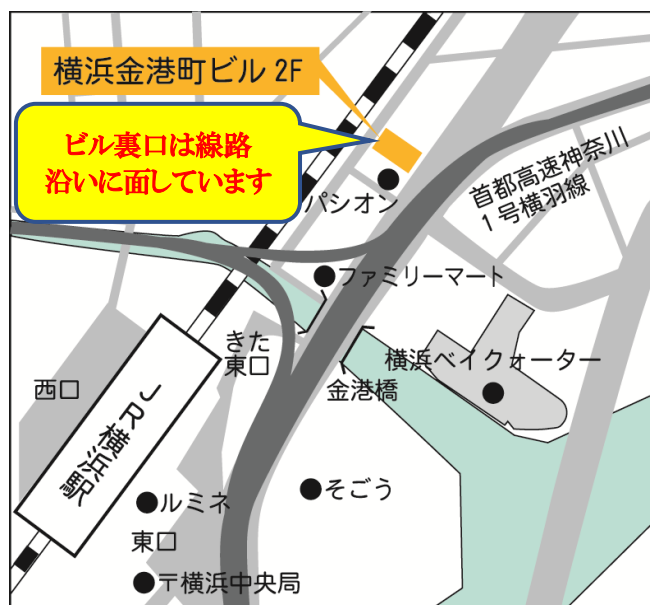 横浜金港町ビル 2F
ビル裏口は線路
沿いに面しています
首都高速神奈川
1号横羽線
パシオン
ファミリーマート
きた
東口
横浜ベイクォーター
西口
金港橋
JR横浜駅
ルミネ
そごう
東口
〒横浜中央局